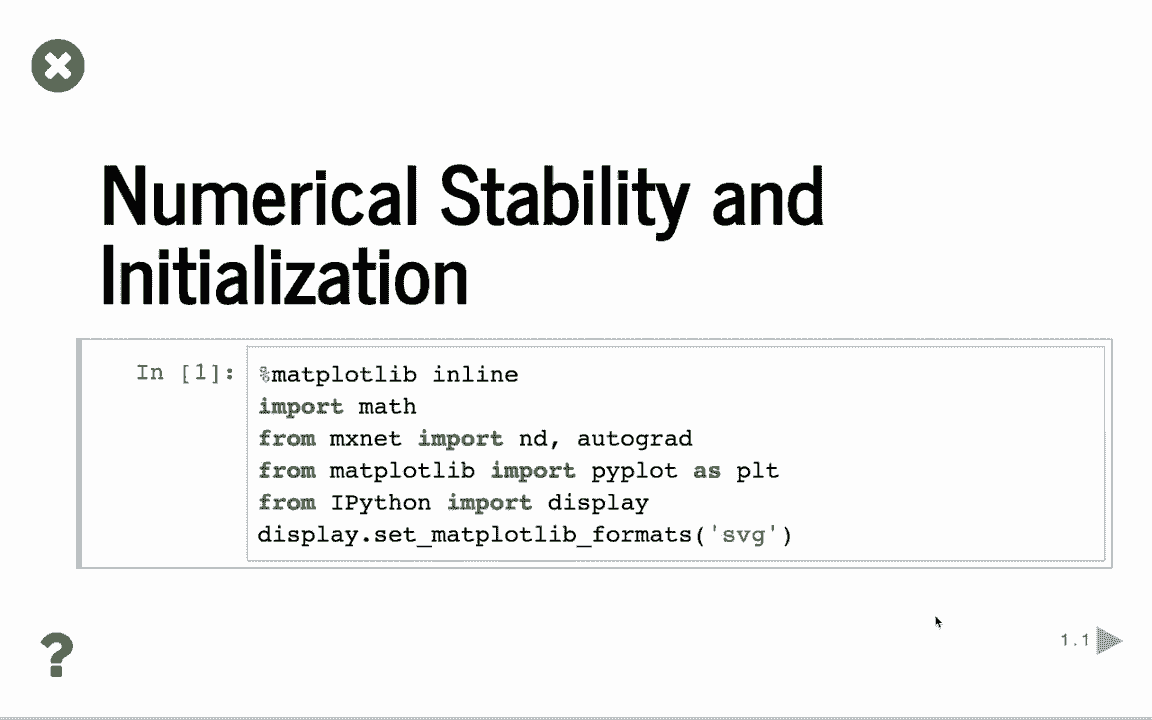 Numerical Stability and
Initialization
In [1]:
%matplotlib inline
import math
from mxnet import nd, autograd
from matplotlib import pyplot as plt
from IPython import display
display.set_matplotlib_formats('svg')
?
1.1